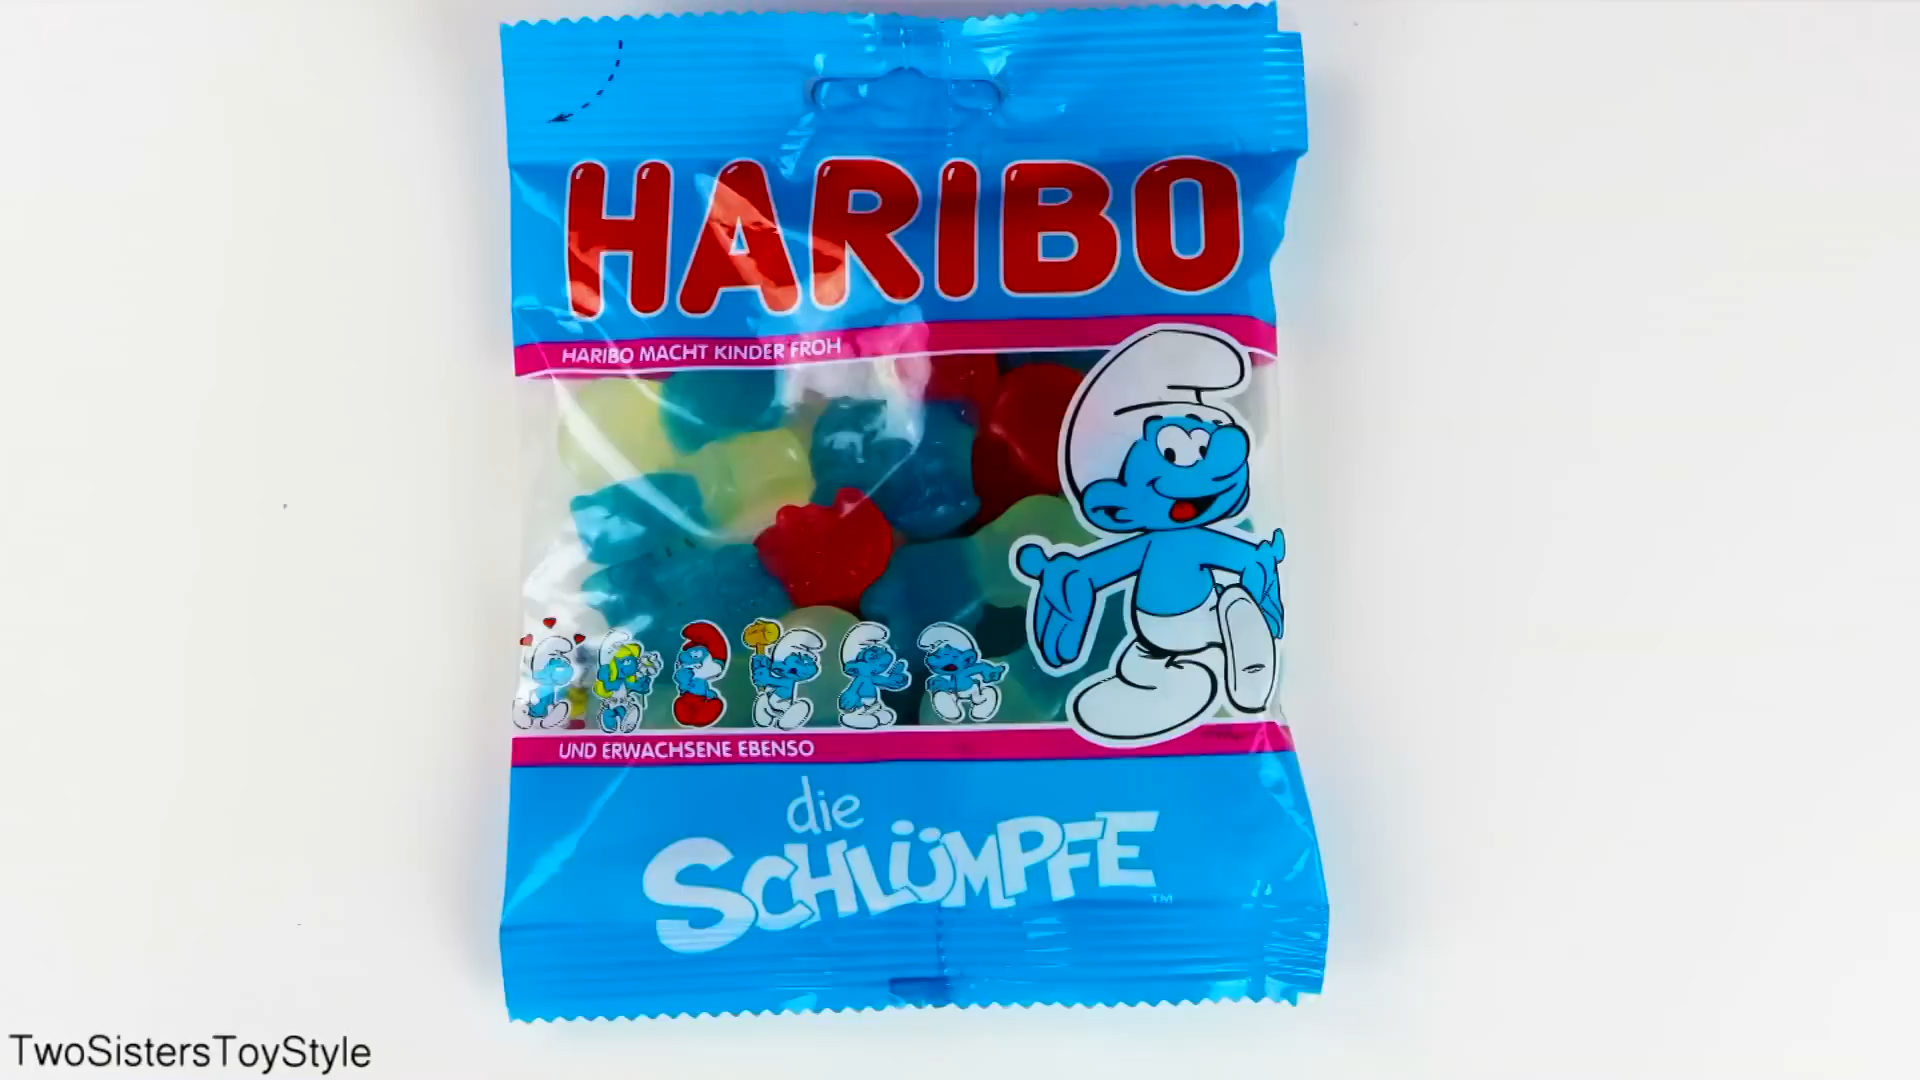 HARIBO
HARIBO MACHT KINDER FROH
UND ERWACHSENE EBENSO
die
SCHLÜMPFE
TM
TwoSistersToyStyle